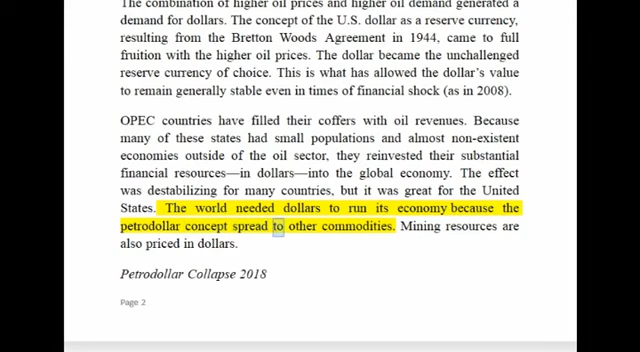 The combination of higher oil prices and higher oil demand generated a
demand for dollars. The concept of the U.S. dollar as a reserve currency,
resulting from the Bretton Woods Agreement in 1944, came to full
fruition with the higher oil prices. The dollar became the unchallenged
reserve currency of choice. This is what has allowed the dollar's value
to remain generally stable even in times of financial shock (as in 2008).
OPEC countries have filled their coffers with oil revenues. Because
many of these states had small populations and almost non-existent
economies outside of the oil sector, they reinvested their substantial
financial resources—in dollars—into the global economy. The effect
was destabilizing for many countries, but it was great for the United
States. The world needed dollars to run its economy because the
petrodollar concept spread to other commodities. Mining resources are
also priced in dollars.
Petrodollar Collapse 2018
Page 2